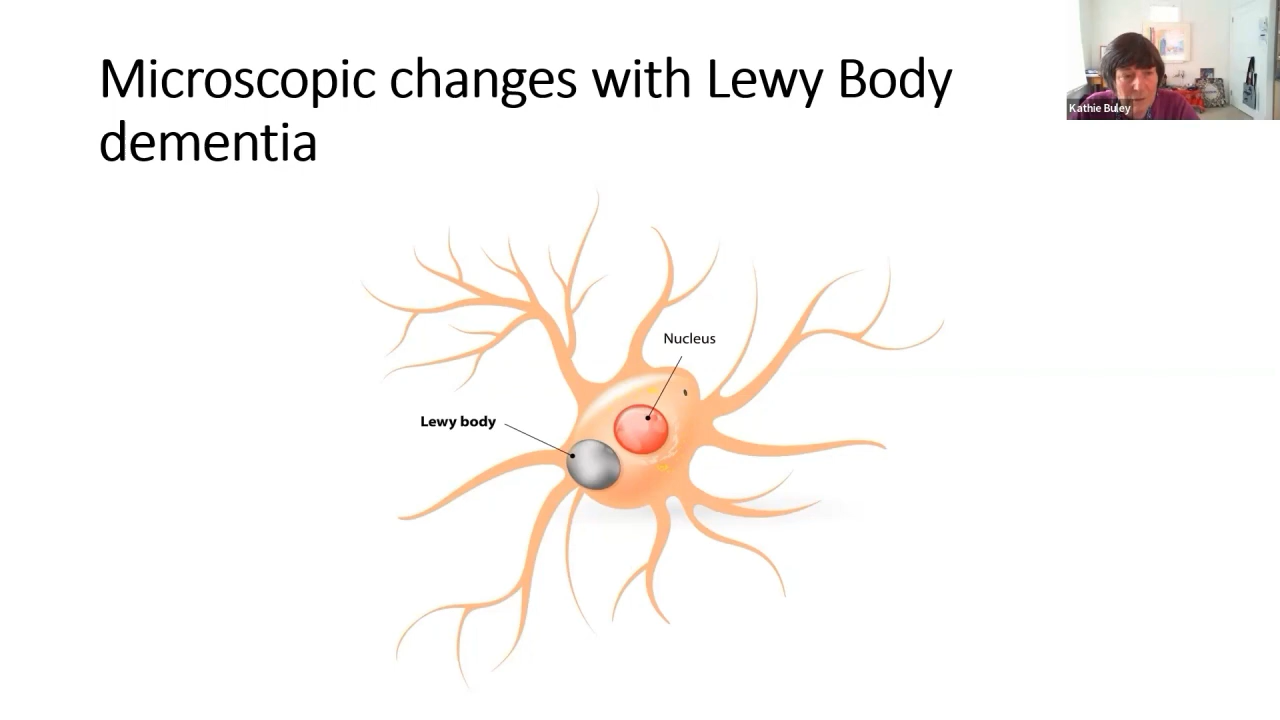 Microscopic changes with Lewy Body
dementia
Kathie Buley
Nucleus
Lewy body